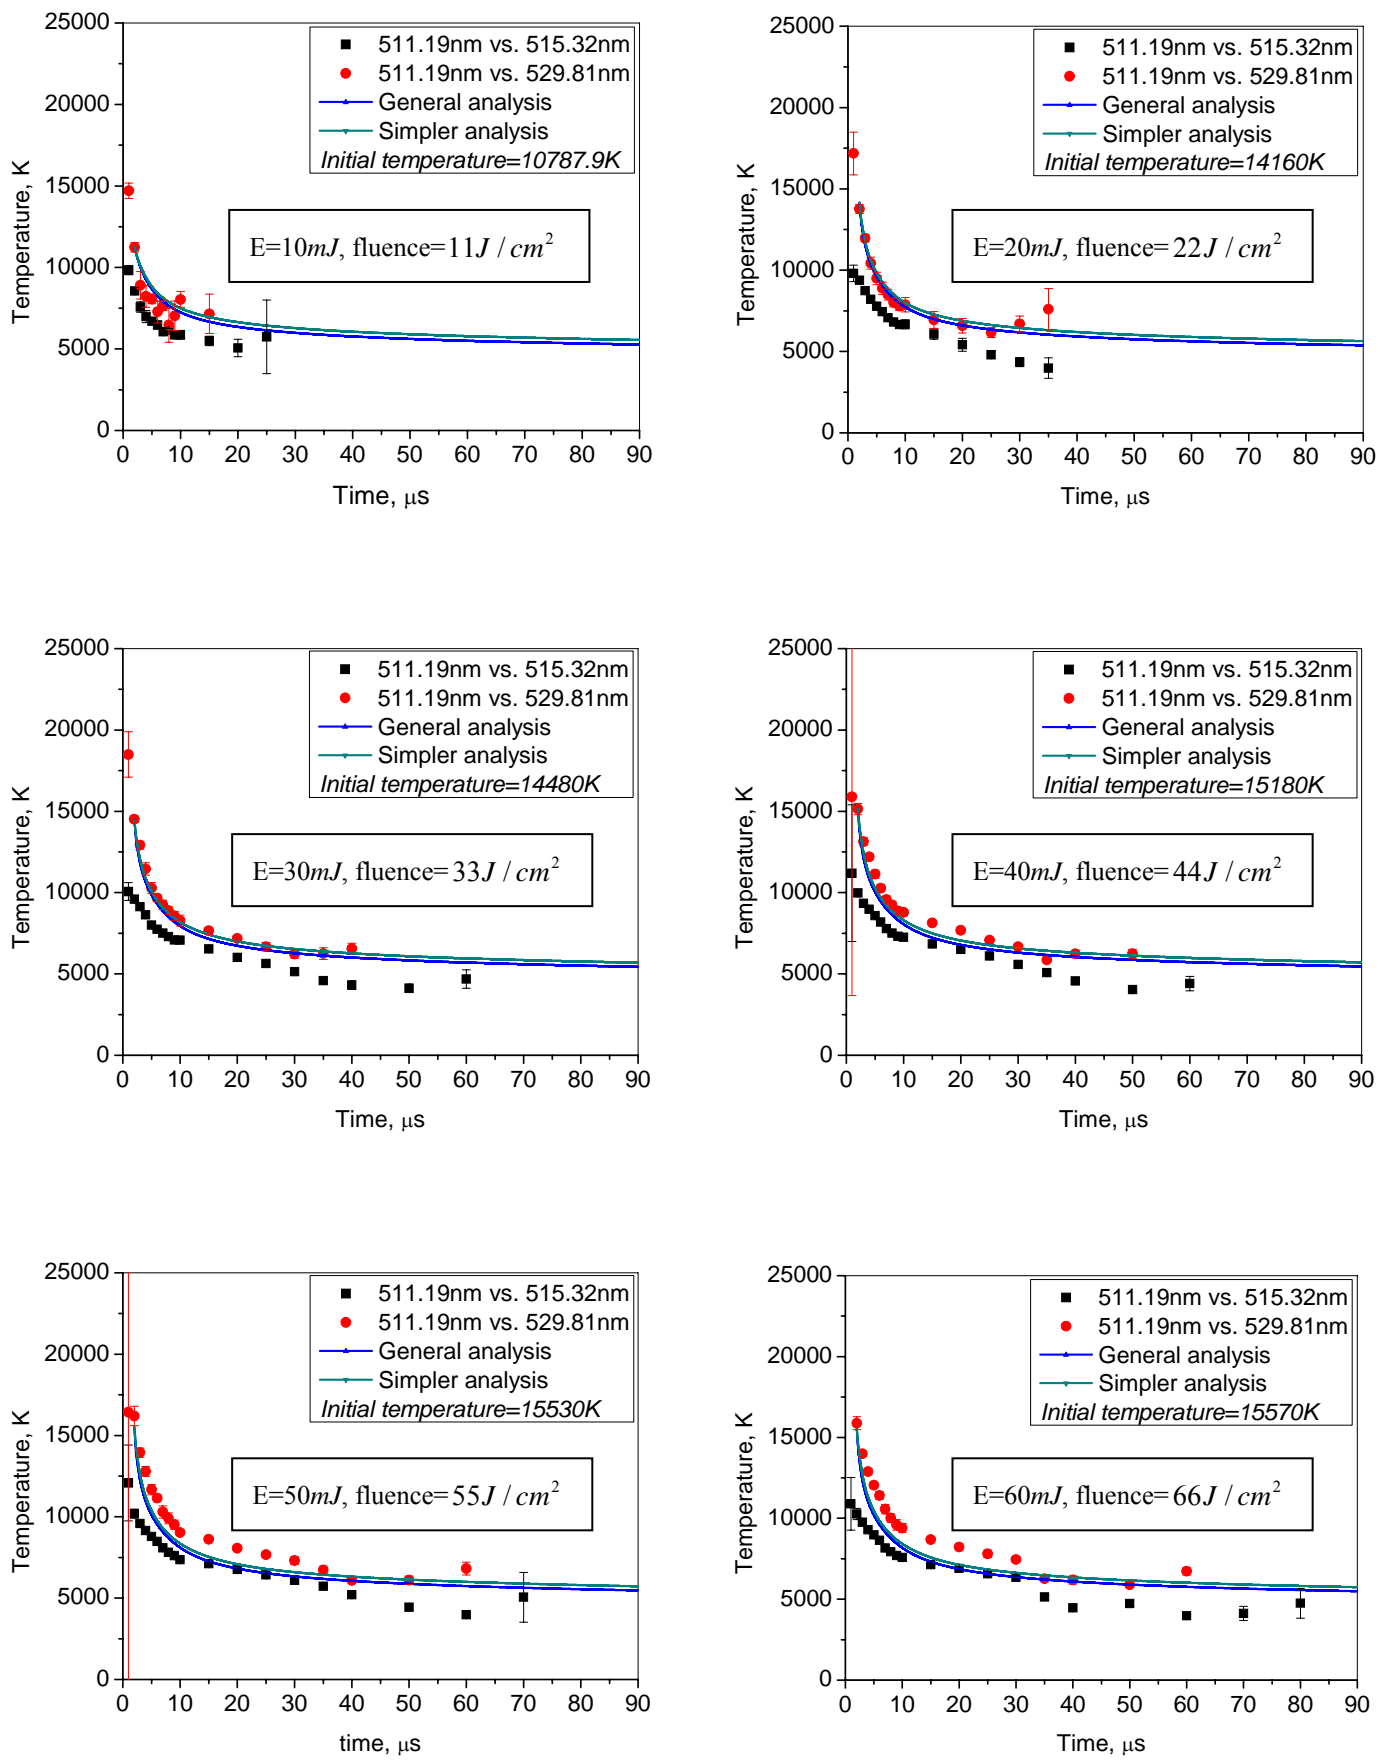 25000
20000
15000
10000
5000
0
Temperature, K
511.19nm vs. 515.32nm
511.19nm vs. 529.81nm
General analysis
Simpler analysis
Initial temperature=10787.9K
E=10mJ, fluence=11J / cm²
0 10 20 30 40 50 60 70 80 90
Time, μs
25000
20000
15000
10000
5000
0
Temperature, K
511.19nm vs. 515.32nm
511.19nm vs. 529.81nm
General analysis
Simpler analysis
Initial temperature=14160K
E=20mJ, fluence=22J / cm²
0 10 20 30 40 50 60 70 80 90
Time, μs
25000
20000
15000
10000
5000
0
Temperature, K
511.19nm vs. 515.32nm
511.19nm vs. 529.81nm
General analysis
Simpler analysis
Initial temperature=14480K
E=30mJ, fluence=33J / cm²
0 10 20 30 40 50 60 70 80 90
Time, μs
25000
20000
15000
10000
5000
0
Temperature, K
511.19nm vs. 515.32nm
511.19nm vs. 529.81nm
General analysis
Simpler analysis
Initial temperature=15180K
E=40mJ, fluence=44J / cm²
0 10 20 30 40 50 60 70 80 90
Time, μs
25000
20000
15000
10000
5000
0
Temperature, K
511.19nm vs. 515.32nm
511.19nm vs. 529.81nm
General analysis
Simpler analysis
Initial temperature=15530K
E=50mJ, fluence=55J / cm²
0 10 20 30 40 50 60 70 80 90
time, μs
25000
20000
15000
10000
5000
0
Temperature, K
511.19nm vs. 515.32nm
511.19nm vs. 529.81nm
General analysis
Simpler analysis
Initial temperature=15570K
E=60mJ, fluence=66J / cm²
0 10 20 30 40 50 60 70 80 90
Time, μs